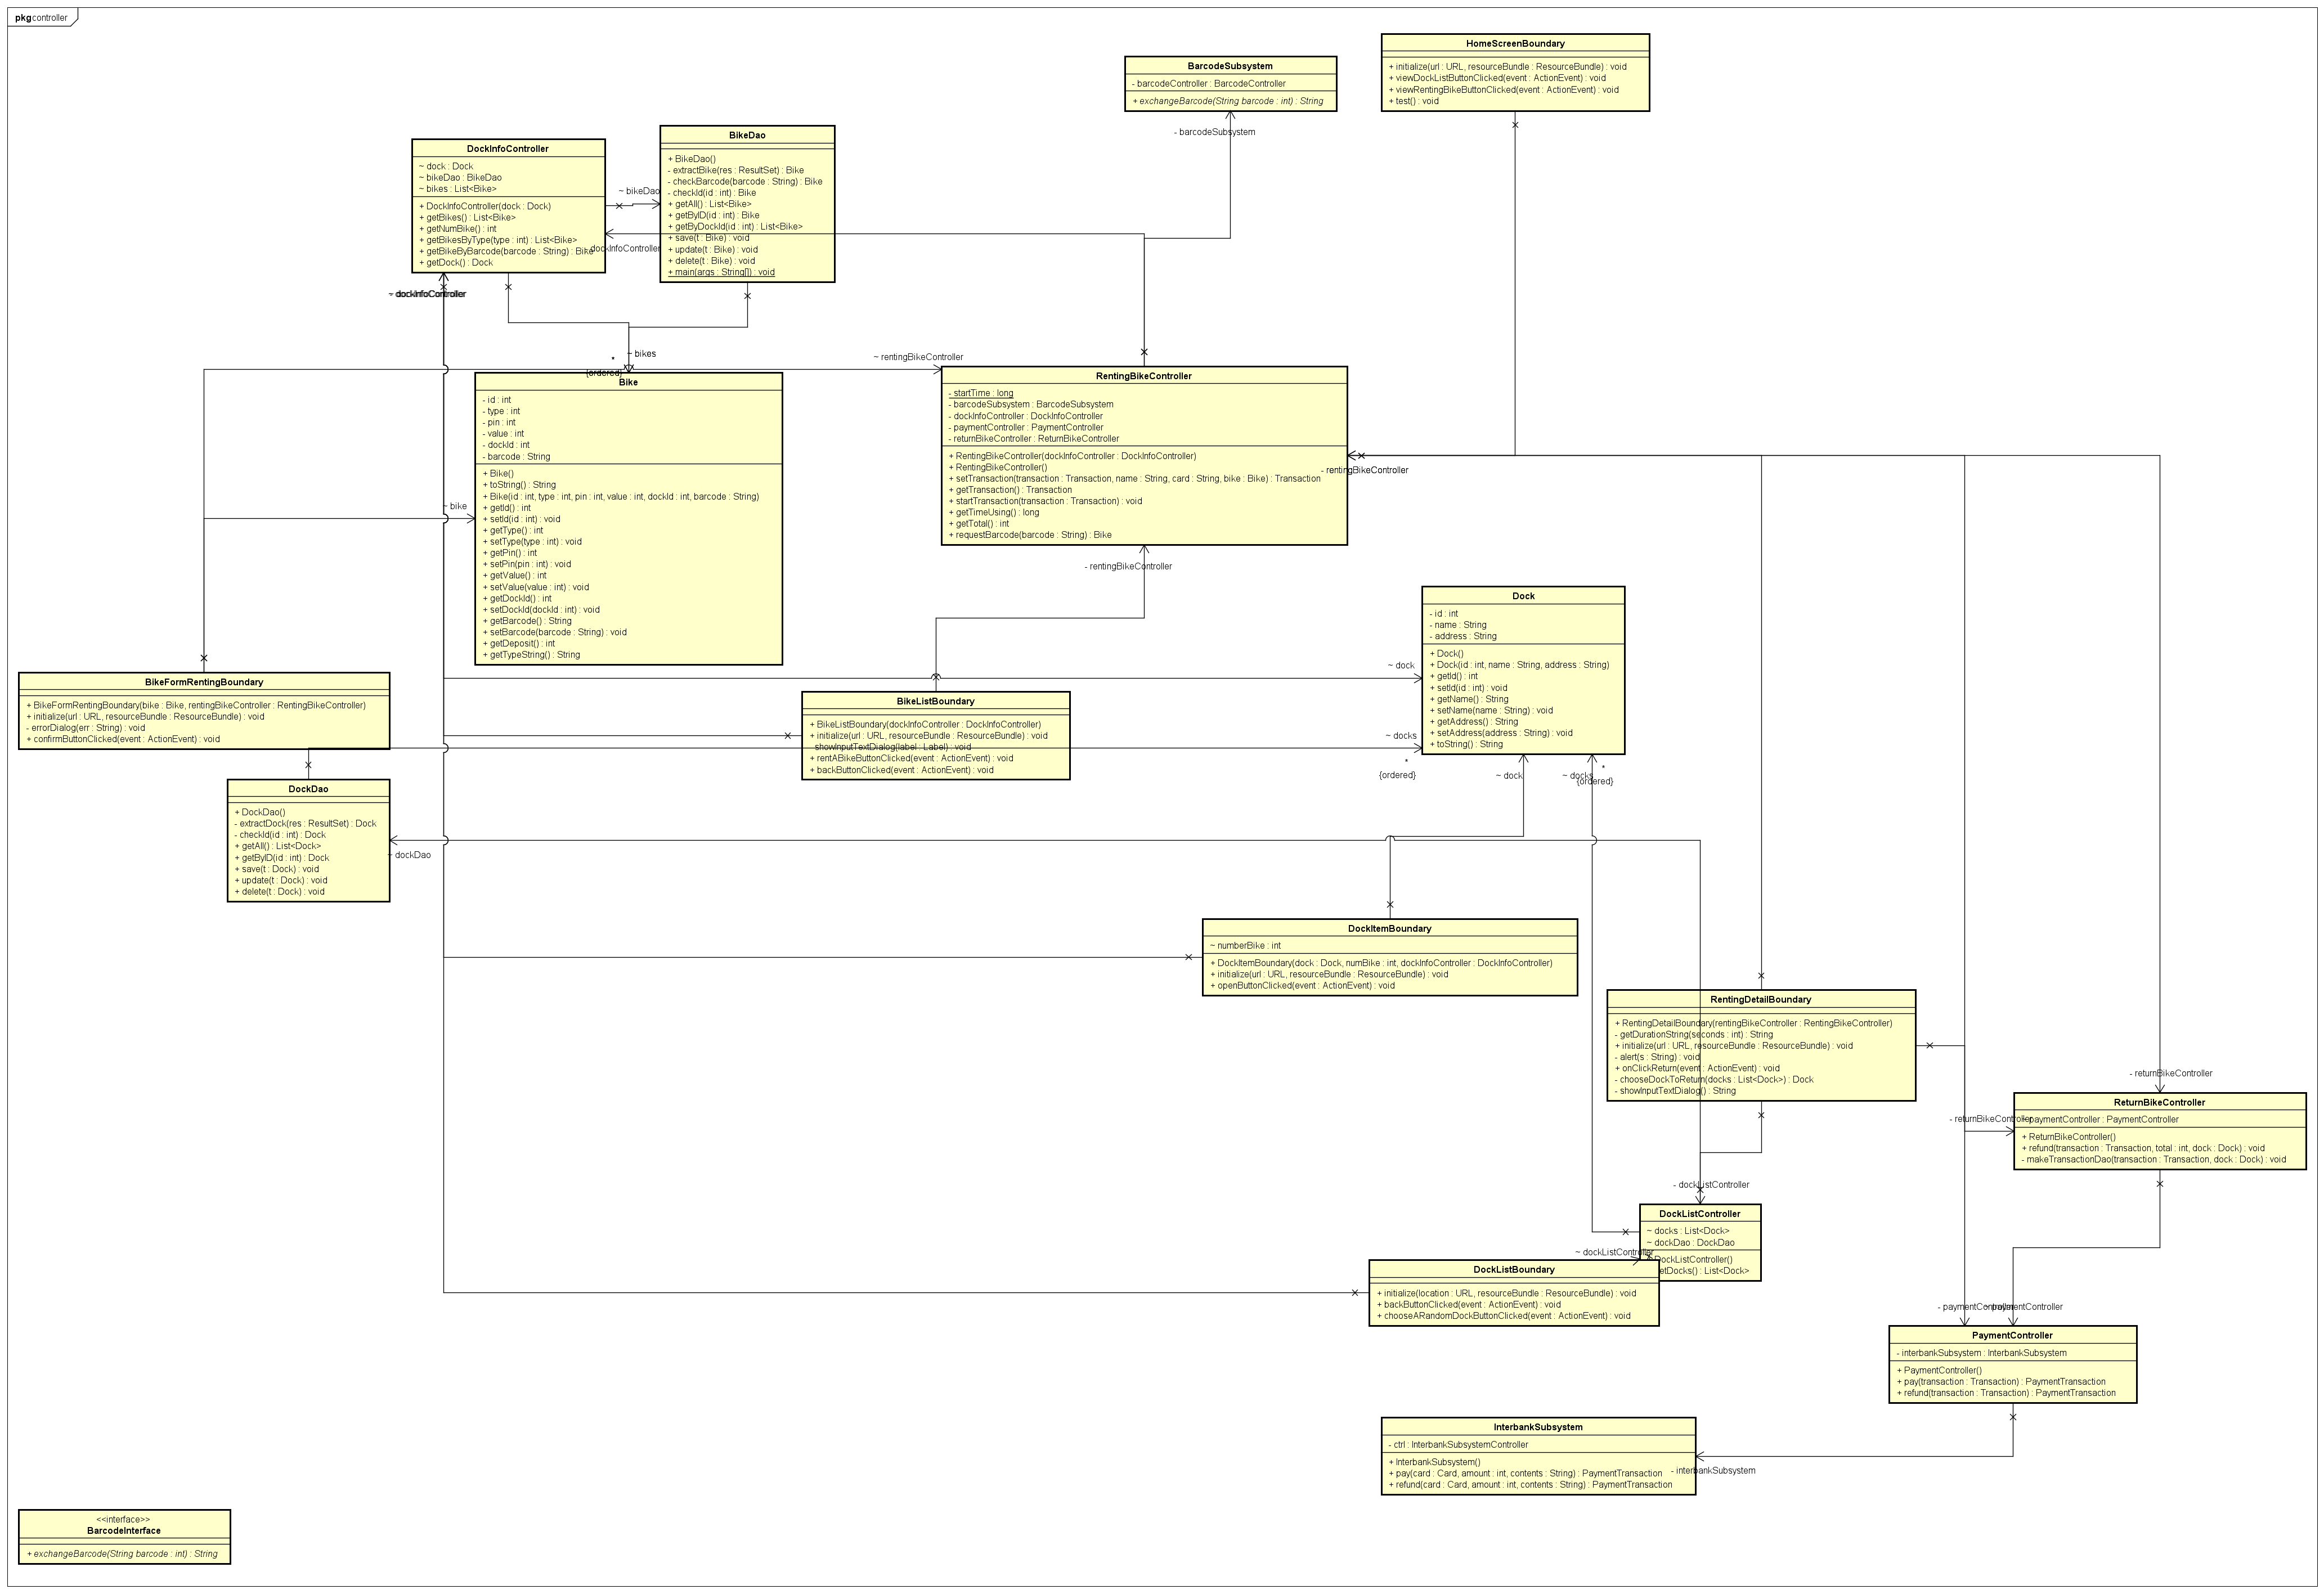 pkg controller
HomeScreenBoundary
+ initialize(url : URL, resourceBundle : ResourceBundle) : void
+ viewDockListButtonClicked(event : ActionEvent) : void
+ viewRentingBikeButtonClicked(event : ActionEvent) : void
+ test() : void
BarcodeSubsystem
- barcodeController : BarcodeController
+ exchangeBarcode(String barcode : int) : String
- barcodeSubsystem
DockInfoController
~ dock : Dock
~ bikeDao : BikeDao
~ bikes : List<Bike>
+ DockInfoController(dock : Dock)
+ getBikes() : List<Bike>
+ getNumBike() : int
+ getBikesByType(type : int) : List<Bike>
+ getBikeByBarcode(barcode : String) : Bike
+ getDock() : Dock
~ bikeDao
BikeDao
+ BikeDao()
- extractBike(res : ResultSet) : Bike
- checkBarcode(barcode : String) : Bike
- checkId(id : int) : Bike
+ getAll() : List<Bike>
+ getByID(id : int) : Bike
+ getByDockId(id : int) : List<Bike>
+ save(t : Bike) : void
+ update(t : Bike) : void
+ delete(t : Bike) : void
+ main(args : String[]) : void
dockInfoController
~ dockInfoController
~ bikes
*
{ordered}
~ rentingBikeController
Bike
- id : int
- type : int
- pin : int
- value : int
- dockId : int
- barcode : String
+ Bike()
+ toString() : String
+ Bike(id : int, type : int, pin : int, value : int, dockId : int, barcode : String)
+ getId() : int
+ setId(id : int) : void
+ getType() : int
+ setType(type : int) : void
+ getPin() : int
+ setPin(pin : int) : void
+ getValue() : int
+ setValue(value : int) : void
+ getDockId() : int
+ setDockId(dockId : int) : void
+ getBarcode() : String
+ setBarcode(barcode : String) : void
+ getDeposit() : int
+ getTypeString() : String
~ bike
RentingBikeController
- startTime : long
- barcodeSubsystem : BarcodeSubsystem
- dockInfoController : DockInfoController
- paymentController : PaymentController
- returnBikeController : ReturnBikeController
+ RentingBikeController(dockInfoController : DockInfoController)
+ RentingBikeController()
+ setTransaction(transaction : Transaction, name : String, card : String, bike : Bike) : Transaction
+ getTransaction() : Transaction
+ startTransaction(transaction : Transaction) : void
+ getTimeUsing() : long
+ getTotal() : int
+ requestBarcode(barcode : String) : Bike
- rentingBikeController
- rentingBikeController
Dock
- id : int
- name : String
- address : String
+ Dock()
+ Dock(id : int, name : String, address : String)
+ getId() : int
+ setId(id : int) : void
+ getName() : String
+ setName(name : String) : void
+ getAddress() : String
+ setAddress(address : String) : void
+ toString() : String
~ dock
~ docks
*
{ordered}
~ dock
~ docks
*
{ordered}
BikeFormRentingBoundary
+ BikeFormRentingBoundary(bike : Bike, rentingBikeController : RentingBikeController)
+ initialize(url : URL, resourceBundle : ResourceBundle) : void
- errorDialog(err : String) : void
+ confirmButtonClicked(event : ActionEvent) : void
BikeListBoundary
+ BikeListBoundary(dockInfoController : DockInfoController)
+ initialize(url : URL, resourceBundle : ResourceBundle) : void
- showInputTextDialog(label : Label) : void
+ rentABikeButtonClicked(event : ActionEvent) : void
+ backButtonClicked(event : ActionEvent) : void
DockDao
+ DockDao()
- extractDock(res : ResultSet) : Dock
- checkId(id : int) : Dock
+ getAll() : List<Dock>
+ getByID(id : int) : Dock
+ save(t : Dock) : void
+ update(t : Dock) : void
+ delete(t : Dock) : void
~ dockDao
DockItemBoundary
~ numberBike : int
+ DockItemBoundary(dock : Dock, numBike : int, dockInfoController : DockInfoController)
+ initialize(url : URL, resourceBundle : ResourceBundle) : void
+ openButtonClicked(event : ActionEvent) : void
RentingDetailBoundary
+ RentingDetailBoundary(rentingBikeController : RentingBikeController)
- getDurationString(seconds : int) : String
+ initialize(url : URL, resourceBundle : ResourceBundle) : void
- alert(s : String) : void
+ onClickReturn(event : ActionEvent) : void
- chooseDockToReturn(docks : List<Dock>) : Dock
- showInputTextDialog() : String
- returnBikeController
- returnBikeController
ReturnBikeController
- paymentController : PaymentController
+ ReturnBikeController()
+ refund(transaction : Transaction, total : int, dock : Dock) : void
- makeTransactionDao(transaction : Transaction, dock : Dock) : void
- dockListController
DockListController
~ docks : List<Dock>
~ dockDao : DockDao
+ DockListController()
+ getDocks() : List<Dock>
~ dockListController
DockListBoundary
+ initialize(location : URL, resourceBundle : ResourceBundle) : void
+ backButtonClicked(event : ActionEvent) : void
+ chooseARandomDockButtonClicked(event : ActionEvent) : void
- paymentController
- paymentController
PaymentController
- interbankSubsystem : InterbankSubsystem
+ PaymentController()
+ pay(transaction : Transaction) : PaymentTransaction
+ refund(transaction : Transaction) : PaymentTransaction
InterbankSubsystem
- ctrl : InterbankSubsystemController
+ InterbankSubsystem()
+ pay(card : Card, amount : int, contents : String) : PaymentTransaction
+ refund(card : Card, amount : int, contents : String) : PaymentTransaction
- interbankSubsystem
<<interface>>
BarcodeInterface
+ exchangeBarcode(String barcode : int) : String